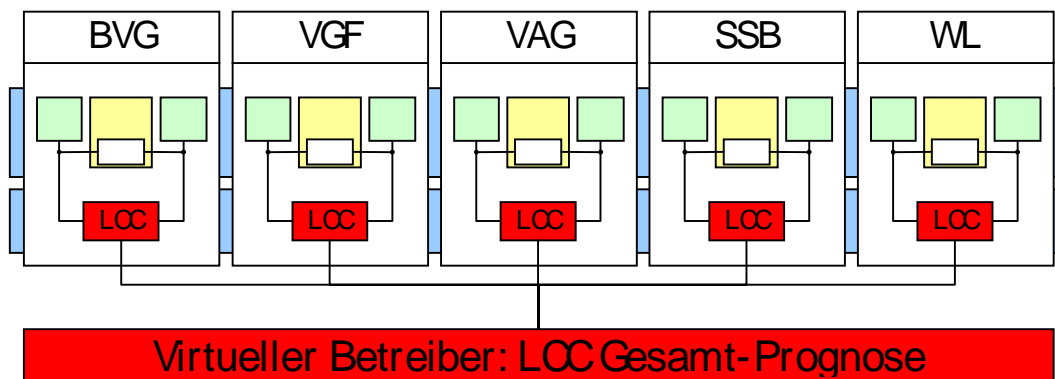 BVG
VGF
VAG
SSB
WL
LCC
LCC
LCC
LCC
LCC
Virtueller Betreiber: LCC Gesamt-Prognose